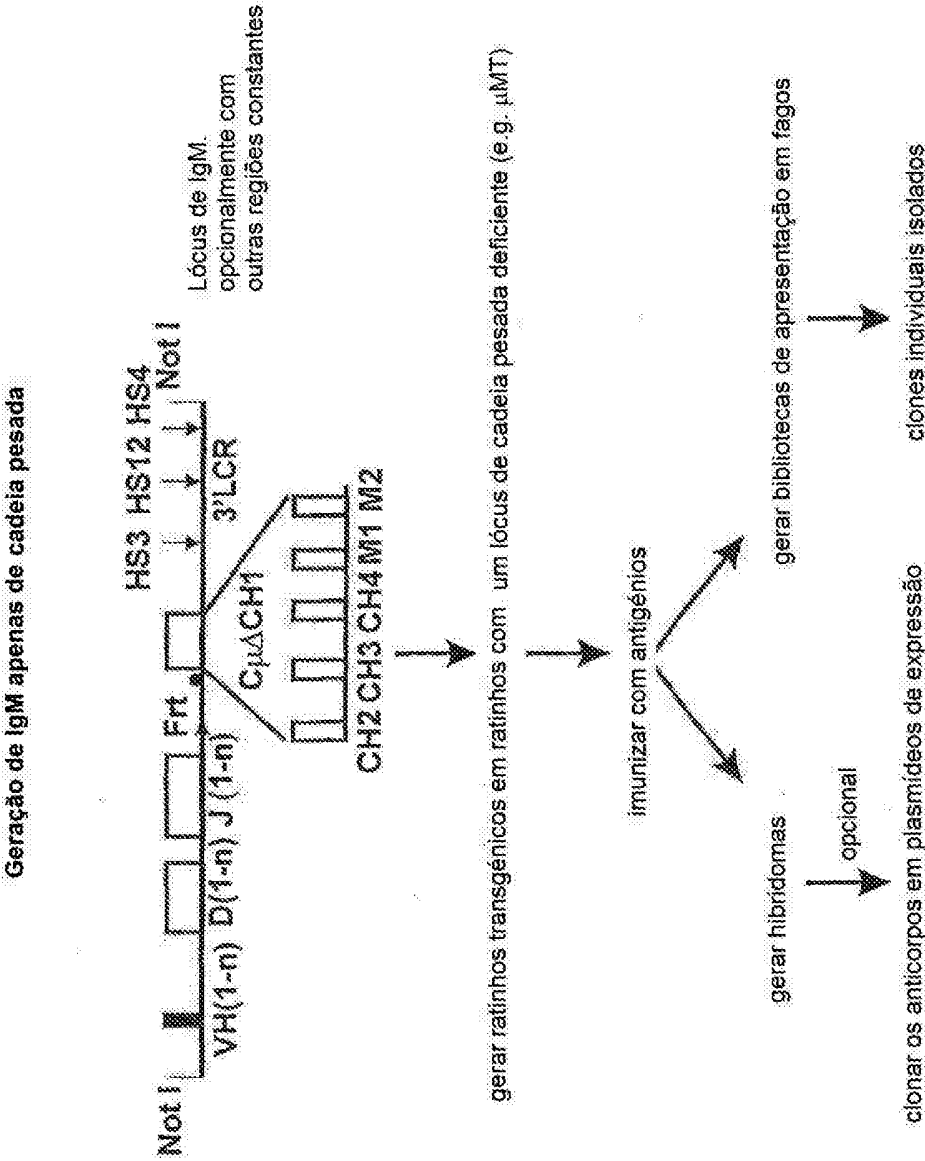 Geração de IgM apenas de cadeia pesada
HS3 HS12 HS4
Not I
Not I
VH(1-n) D(1-n) J (1-n)
Frt
3'LCR
CµΔCH1
CH2 CH3 CH4 M1 M2
Lócus de IgM.
opcionalmente com
outras regiões constantes
gerar ratinhos transgénicos em ratinhos com um lócus de cadeia pesada deficiente (e.g. µMT)
imunizar com antigénios
gerar hibridomas
gerar bibliotecas de apresentação em fagos
opcional
clonar os anticorpos em plasmídeos de expressão
clones individuais isolados